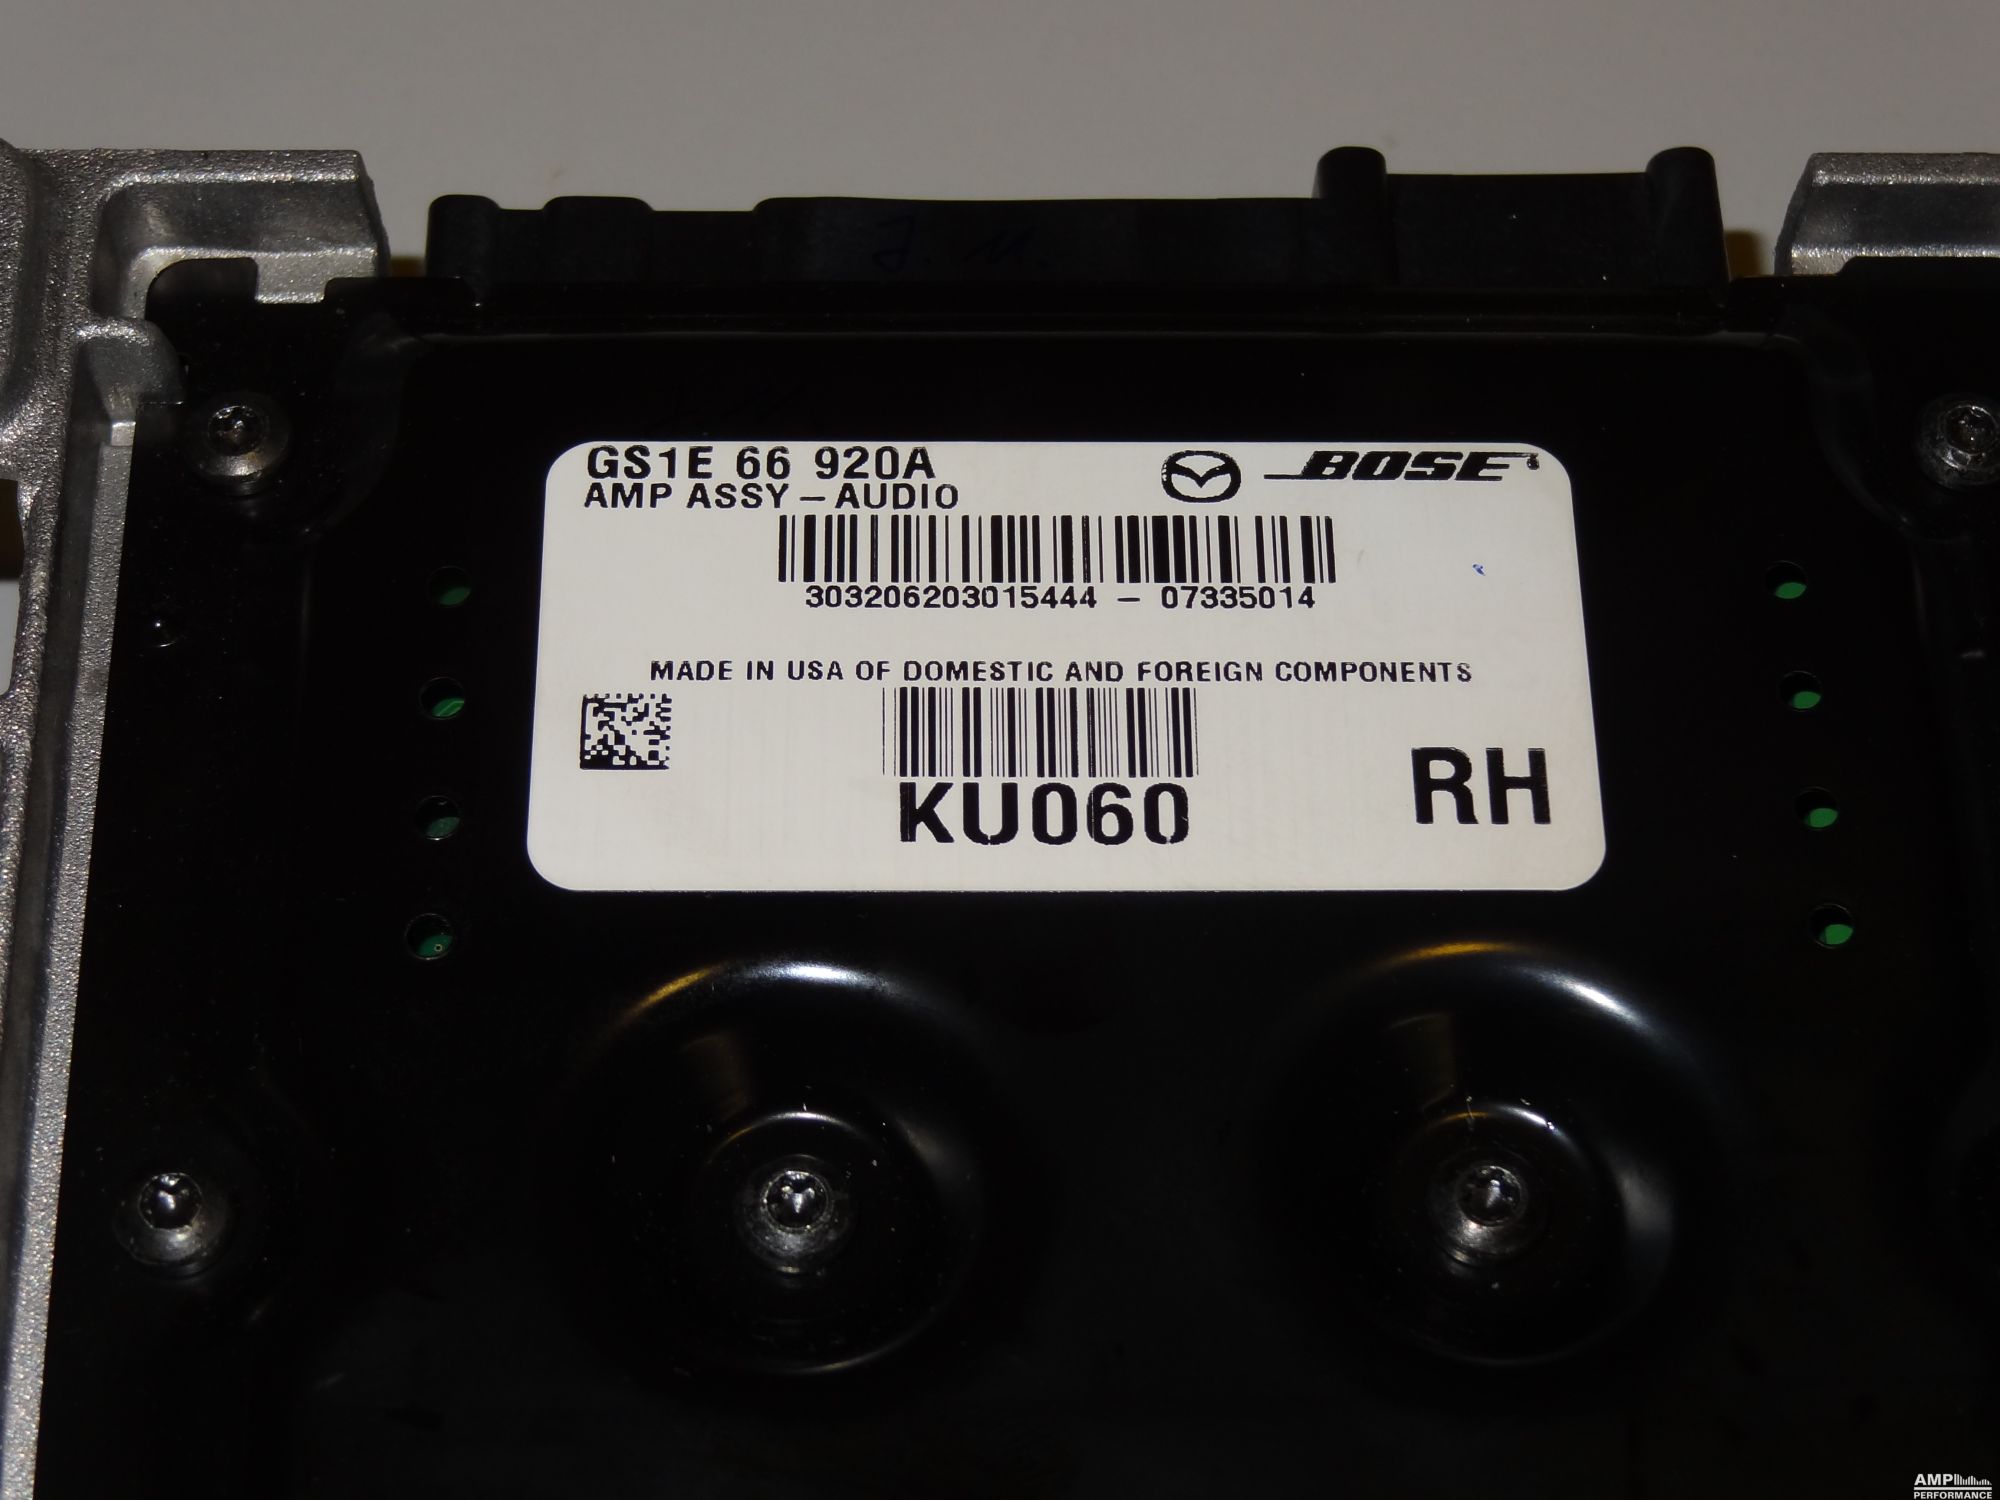 GS1E 66 920A
AMP ASSY – AUDIO
BOSE
303206203015444 – 07335014
MADE IN USA OF DOMESTIC AND FOREIGN COMPONENTS
KU060
RH
AMP
PERFORMANCE